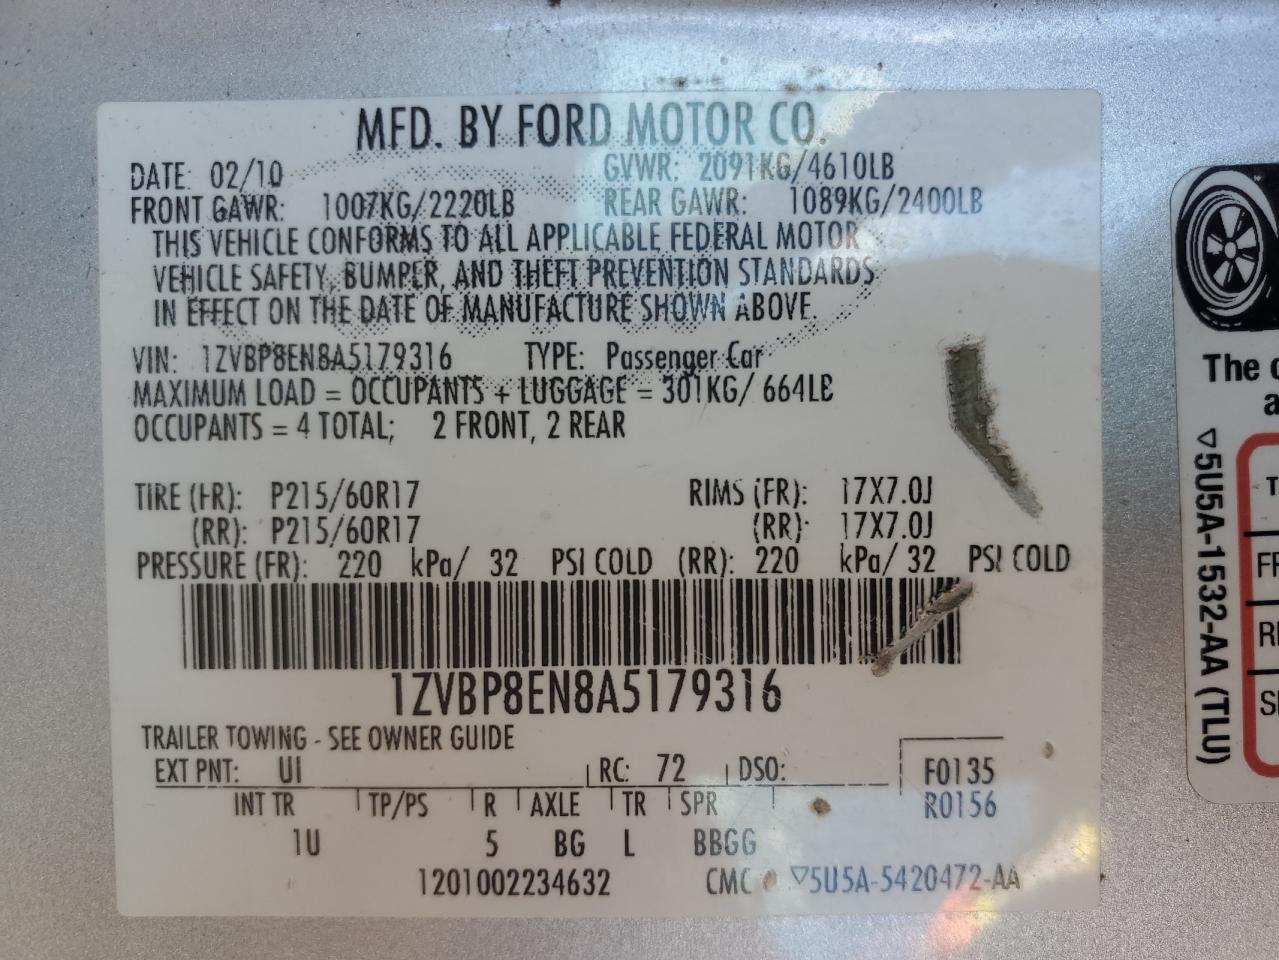 MFD. BY FORD MOTOR CO.
DATE: 02/10 GVWR: 2091KG/4610LB
FRONT GAWR: 1007KG/2220LB REAR GAWR: 1089KG/2400LB
THIS VEHICLE CONFORMS TO ALL APPLICABLE FEDERAL MOTOR
VEHICLE SAFETY, BUMPER, AND THEFT PREVENTION STANDARDS
IN EFFECT ON THE DATE OF MANUFACTURE SHOWN ABOVE.
VIN: 1ZVBP8EN8A5179316 TYPE: Passenger Car
MAXIMUM LOAD = OCCUPANTS + LUGGAGE = 301KG/ 664LB
OCCUPANTS = 4 TOTAL; 2 FRONT, 2 REAR
TIRE (FR): P215/60R17 RIMS (FR): 17X7.0J
(RR): P215/60R17 (RR): 17X7.0J
PRESSURE (FR): 220 kPa/ 32 PSI COLD (RR): 220 kPa/ 32 PSI COLD
1ZVBP8EN8A5179316
TRAILER TOWING - SEE OWNER GUIDE
EXT PNT: UI RC: 72 DSO: F0135
INT TR TP/PS R AXLE TR SPR R0156
1U 5 BG L BBGG
1201002234632 CMC ▽5U5A-5420472-AA
The
▽5U5A-1532-AA (TLU)